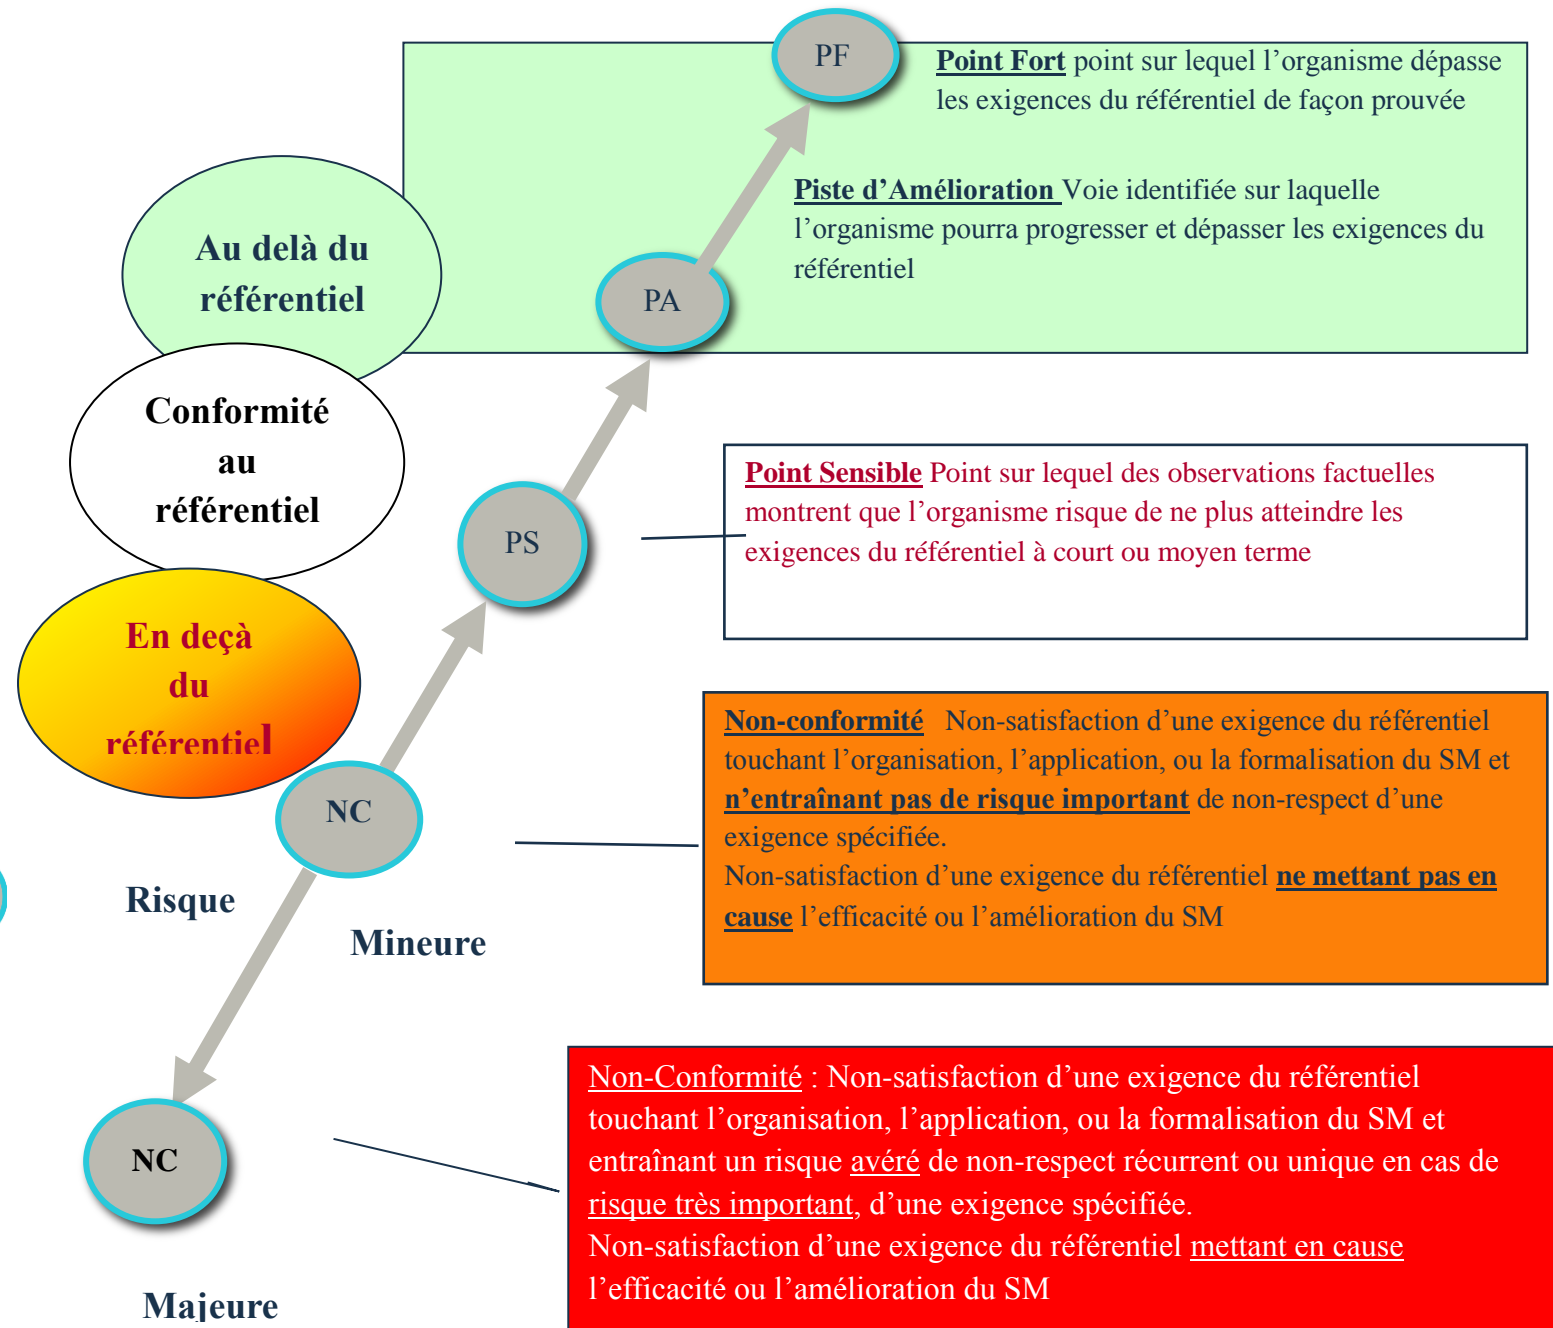 PF
Point Fort point sur lequel l’organisme dépasse
les exigences du référentiel de façon prouvée
Piste d’Amélioration Voie identifiée sur laquelle
l’organisme pourra progresser et dépasser les exigences du
référentiel
Au delà du
référentiel
PA
Conformité
au
référentiel
Point Sensible Point sur lequel des observations factuelles
montrent que l’organisme risque de ne plus atteindre les
exigences du référentiel à court ou moyen terme
PS
En deçà
du
référentiel
Non-conformité Non-satisfaction d’une exigence du référentiel
touchant l’organisation, l’application, ou la formalisation du SM et
n’entraînant pas de risque important de non-respect d’une
exigence spécifiée.
Non-satisfaction d’une exigence du référentiel ne mettant pas en
cause l’efficacité ou l’amélioration du SM
NC
Risque
Mineure
Non-Conformité : Non-satisfaction d’une exigence du référentiel
touchant l’organisation, l’application, ou la formalisation du SM et
entraînant un risque avéré de non-respect récurrent ou unique en cas de
risque très important, d’une exigence spécifiée.
Non-satisfaction d’une exigence du référentiel mettant en cause
l’efficacité ou l’amélioration du SM
NC
Majeure